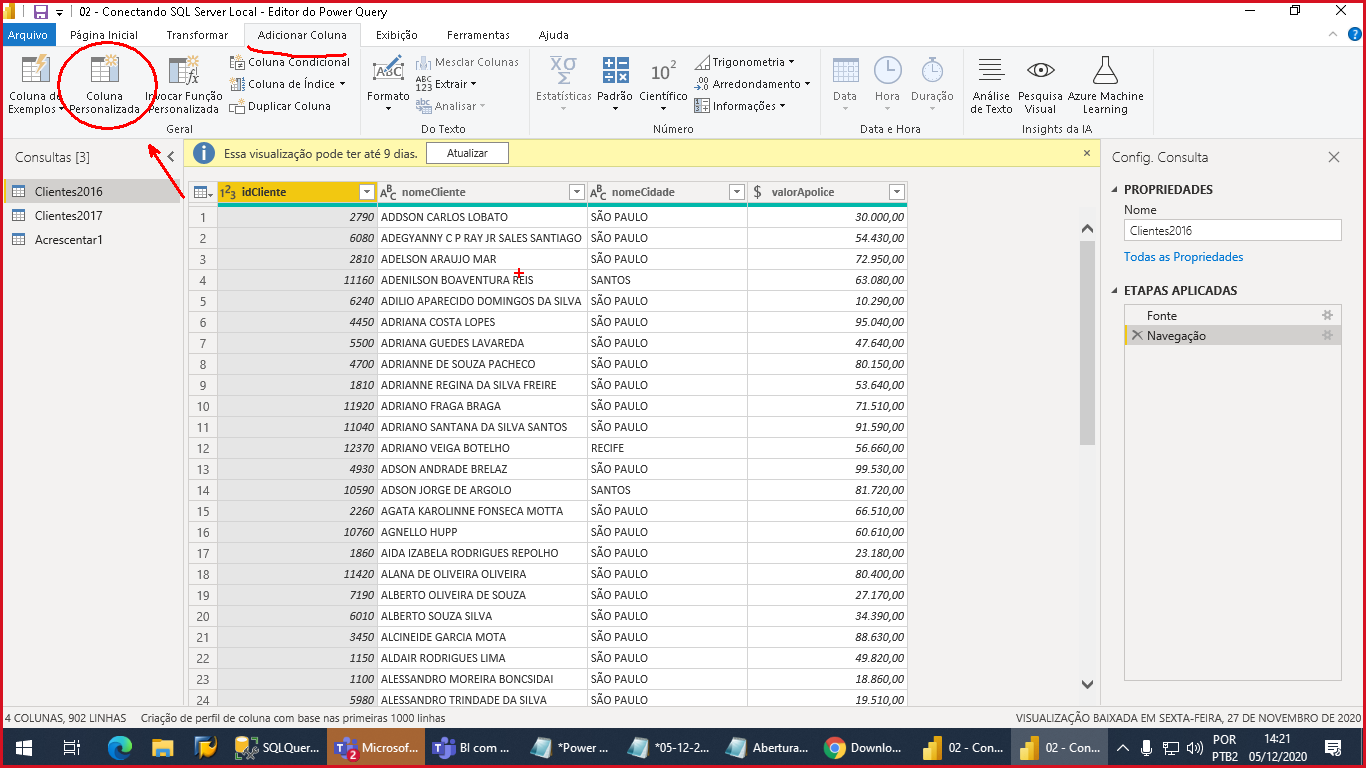 02 - Conectando SQL Server Local - Editor do Power Query
Arquivo Página Inicial Transformar Adicionar Coluna Exibição Ferramentas Ajuda
Coluna de Exemplos
Coluna Personalizada
Invocar Função Personalizada
Coluna Condicional
Coluna de Índice
Duplicar Coluna
Geral
Formato
ABC
Mesclar Colunas
ABC
123
Extrair
abc
Analisar
Do Texto
XO
Σ
Estatísticas
Padrão
10²
Científico
Trigonometria
.00
Arredondamento
Informações
Número
Data
Hora
Duração
Data e Hora
Análise de Texto
Pesquisa Visual
Azure Machine Learning
Insights da IA
Consultas [3]
Clientes2016
Clientes2017
Acrescentar1
Essa visualização pode ter até 9 dias. Atualizar
1²3 idCliente ABC nomeCliente ABC nomeCidade $ valorApolice
1 2790 ADDSON CARLOS LOBATO SÃO PAULO 30.000,00
2 6080 ADEGYANNY C P RAY JR SALES SANTIAGO SÃO PAULO 54.430,00
3 2810 ADELSON ARAUJO MAR SÃO PAULO 72.950,00
4 11160 ADENILSON BOAVENTURA REIS SANTOS 63.080,00
5 6240 ADILIO APARECIDO DOMINGOS DA SILVA SÃO PAULO 10.290,00
6 4450 ADRIANA COSTA LOPES SÃO PAULO 95.040,00
7 5500 ADRIANA GUEDES LAVAREDA SÃO PAULO 47.640,00
8 4700 ADRIANNE DE SOUZA PACHECO SÃO PAULO 80.150,00
9 1810 ADRIANNE REGINA DA SILVA FREIRE SÃO PAULO 53.640,00
10 11920 ADRIANO FRAGA BRAGA SÃO PAULO 71.510,00
11 11040 ADRIANO SANTANA DA SILVA SANTOS SÃO PAULO 91.590,00
12 12370 ADRIANO VEIGA BOTELHO RECIFE 56.660,00
13 4930 ADSON ANDRADE BRELAZ SÃO PAULO 99.530,00
14 10590 ADSON JORGE DE ARGOLO SANTOS 81.720,00
15 2260 AGATA KAROLINNE FONSECA MOTTA SÃO PAULO 66.510,00
16 10760 AGNELLO HUPP SÃO PAULO 60.610,00
17 1860 AIDA IZABELA RODRIGUES REPOLHO SÃO PAULO 23.180,00
18 11420 ALANA DE OLIVEIRA OLIVEIRA SÃO PAULO 80.400,00
19 7190 ALBERTO OLIVEIRA DE SOUZA SÃO PAULO 27.170,00
20 6010 ALBERTO SOUZA SILVA SÃO PAULO 34.390,00
21 3450 ALCINEIDE GARCIA MOTA SÃO PAULO 88.630,00
22 1150 ALDAIR RODRIGUES LIMA SÃO PAULO 49.820,00
23 1100 ALESSANDRO MOREIRA BONCSIDAI SÃO PAULO 18.860,00
24 5980 ALESSANDRO TRINDADE DA SILVA SÃO PAULO 19.510,00
Config. Consulta
PROPRIEDADES
Nome
Clientes2016
Todas as Propriedades
ETAPAS APLICADAS
Fonte
Navegação
4 COLUNAS, 902 LINHAS Criação de perfil de coluna com base nas primeiras 1000 linhas VISUALIZAÇÃO BAIXADA EM SEXTA-FEIRA, 27 DE NOVEMBRO DE 2020
SQLQuer... Microsof... 2 BI com ... *Power ... *05-12-2... Abertura... Downlo... 02 - Con... 02 - Con...
POR
PTB2
14:21
05/12/2020